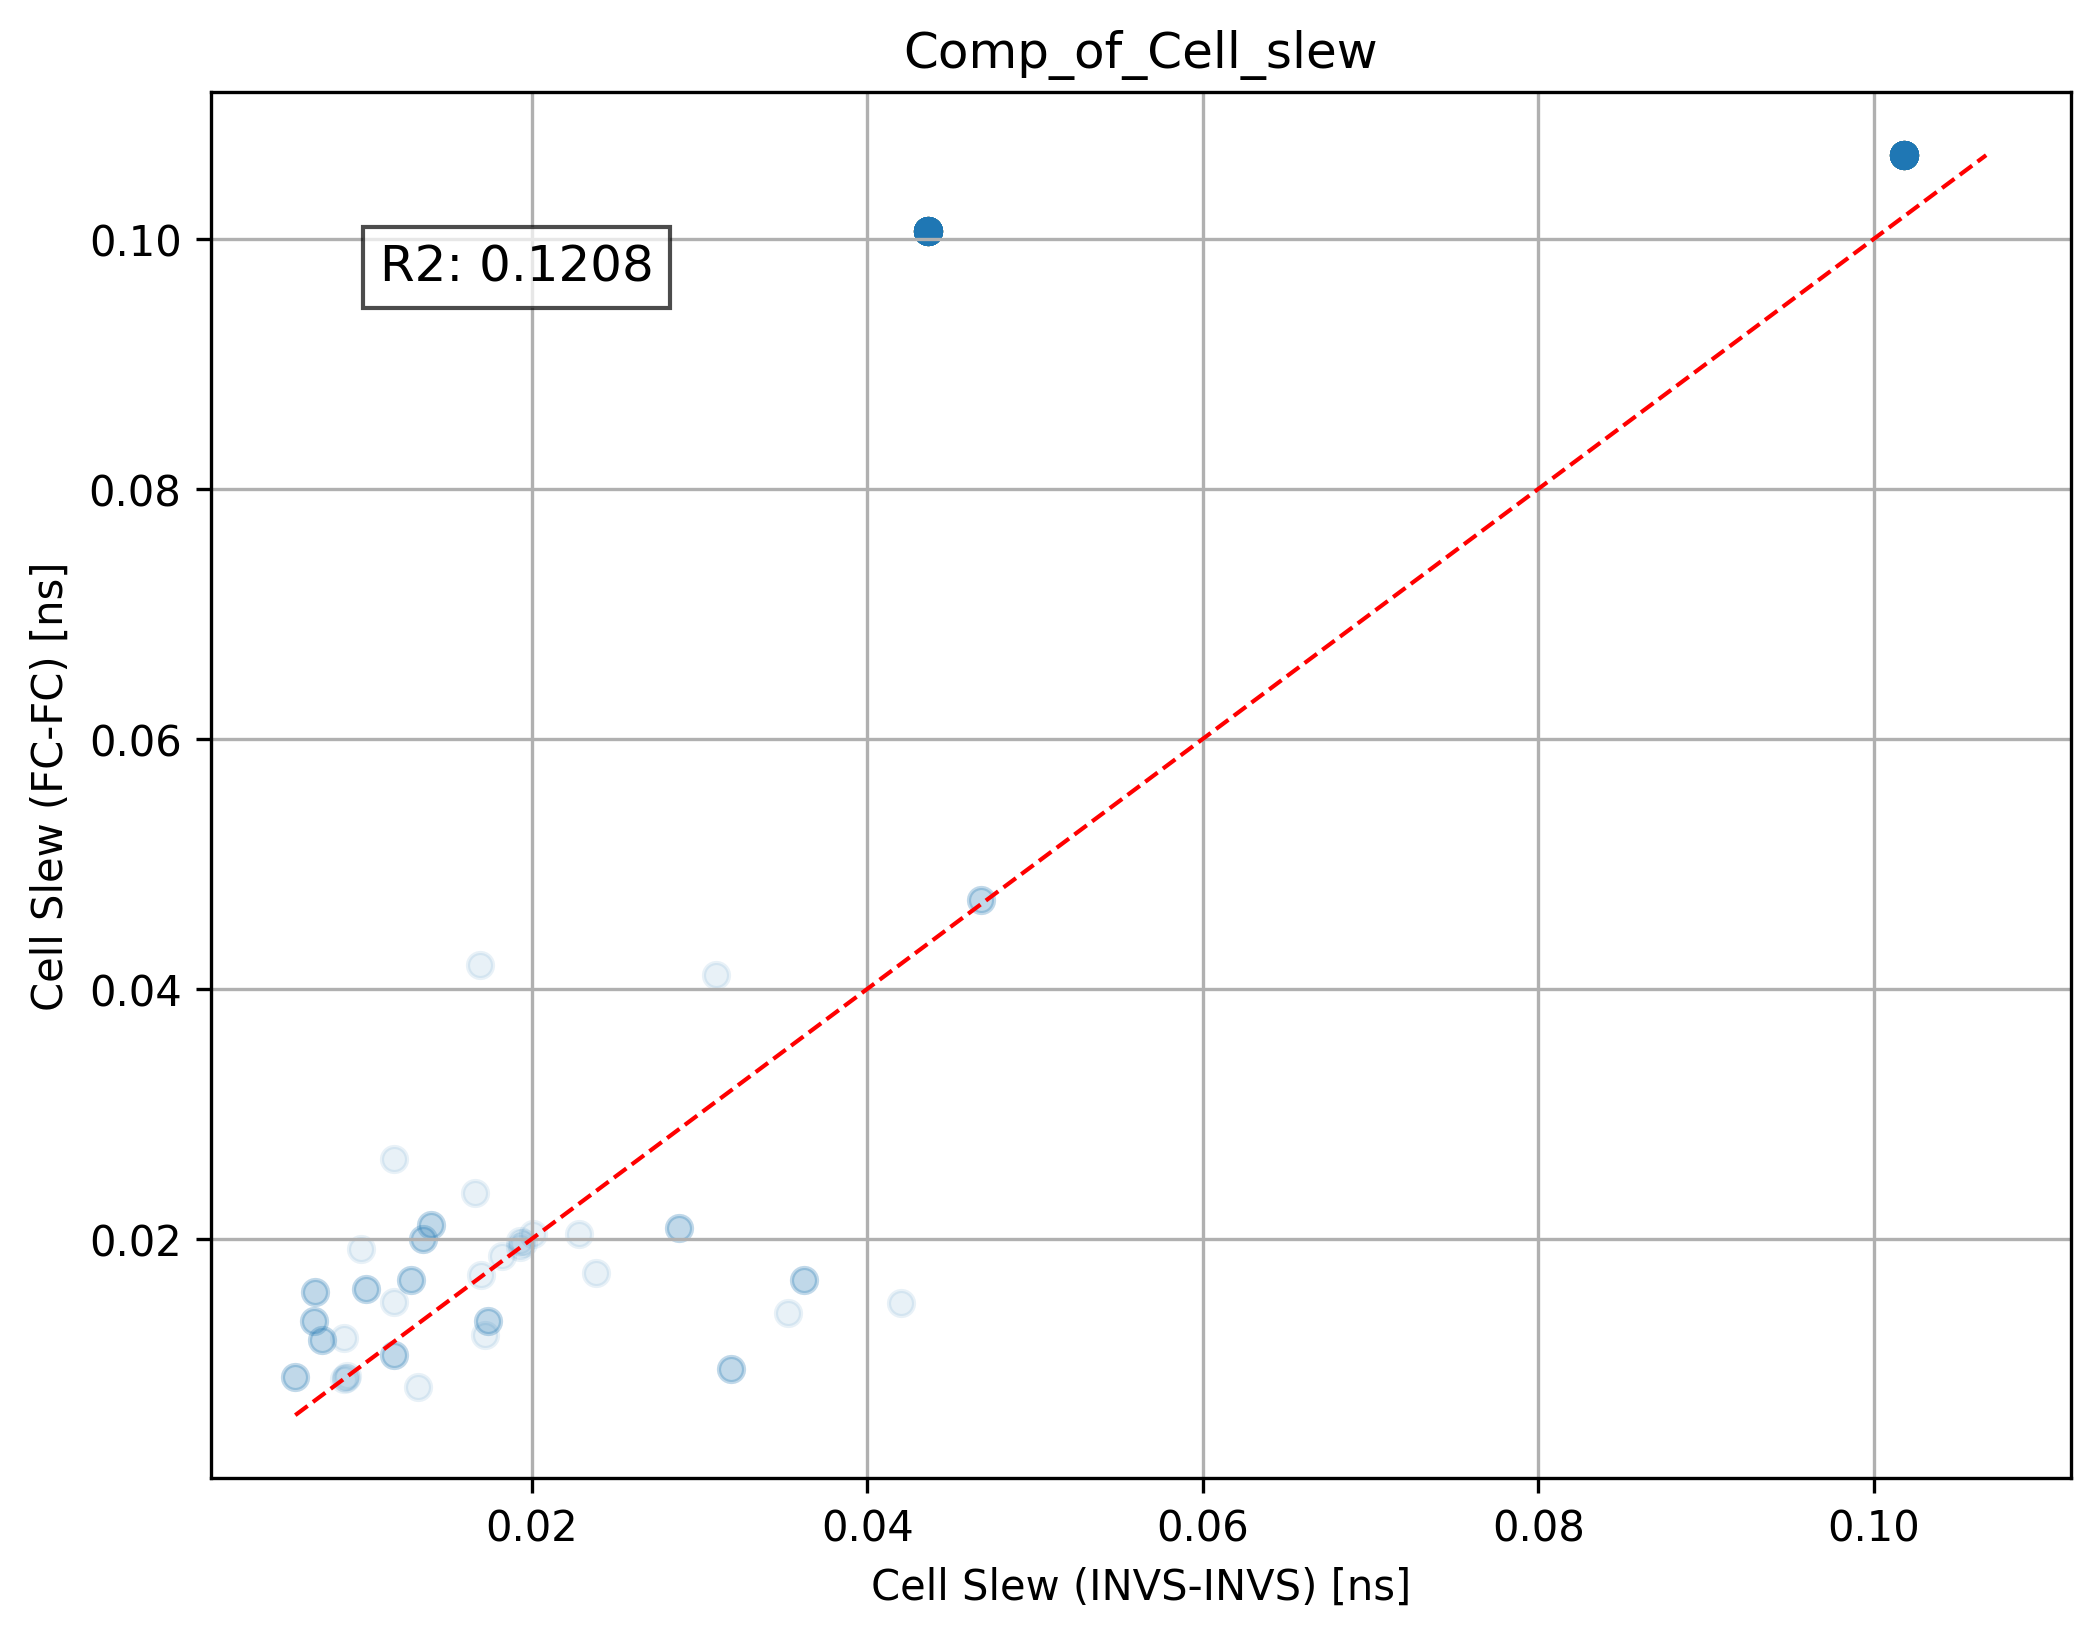 Comp_of_Cell_slew
R2: 0.1208
Cell Slew (FC-FC) [ns]
0.10
0.08
0.06
0.04
0.02
0.02 0.04 0.06 0.08 0.10
Cell Slew (INVS-INVS) [ns]